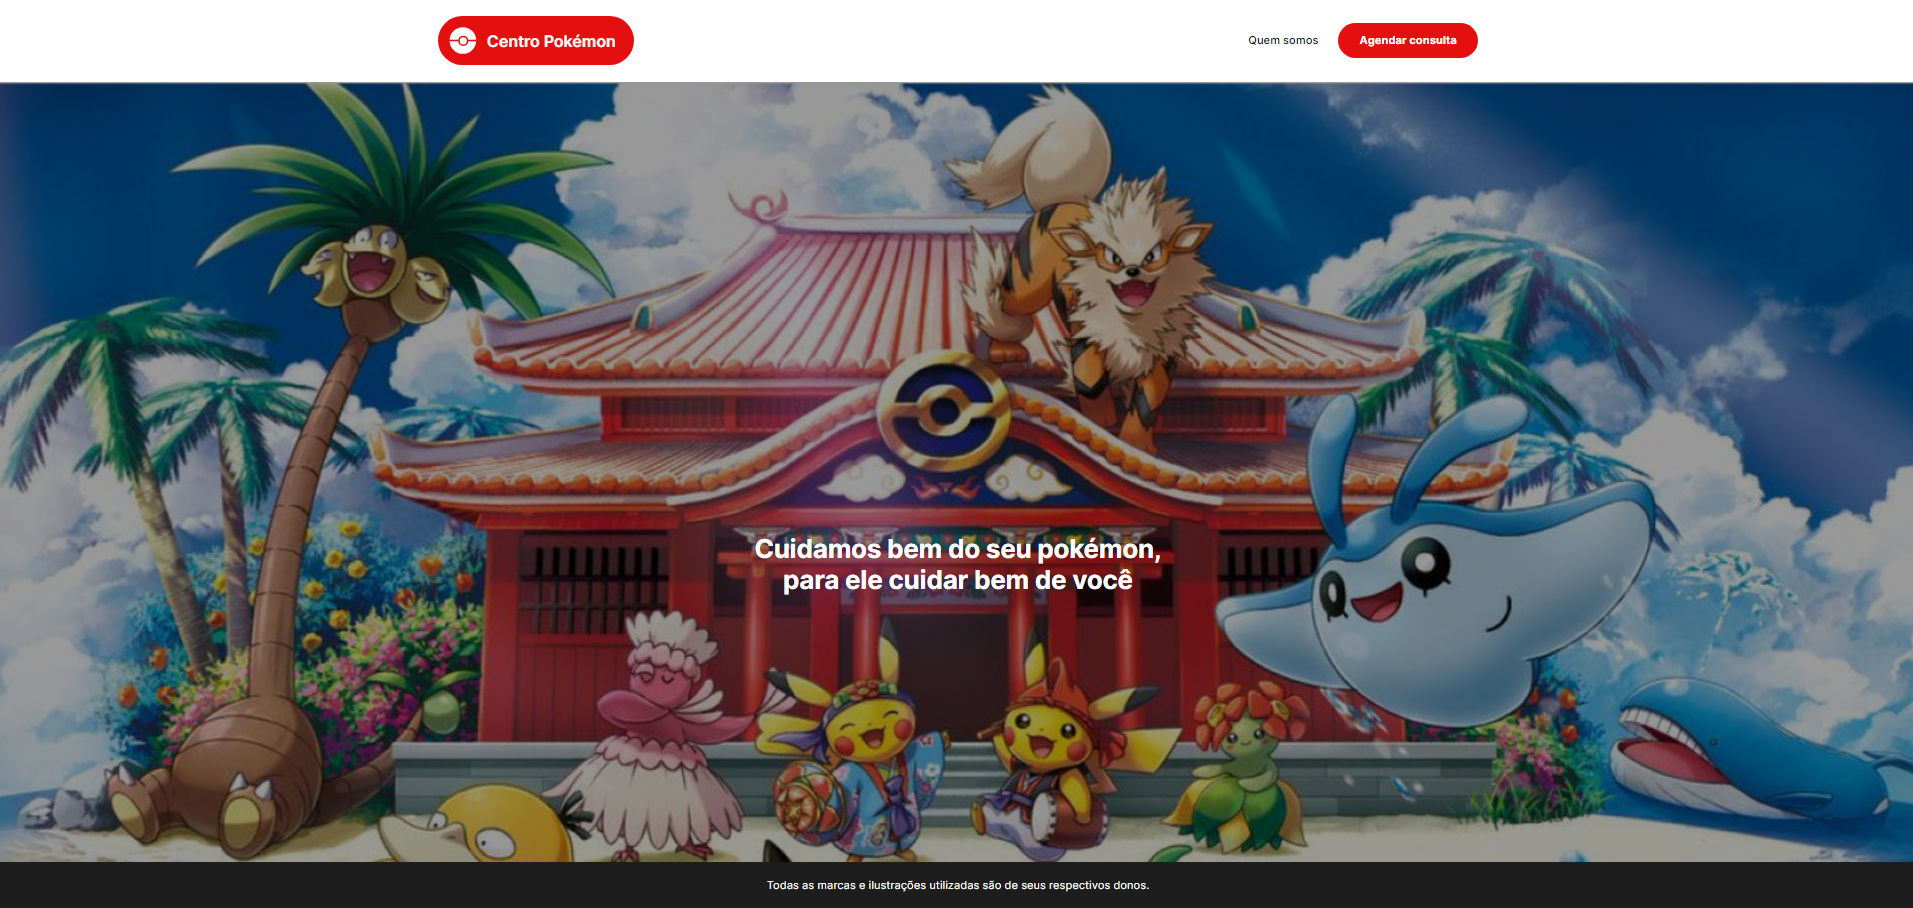 Centro Pokémon
Quem somos
Agendar consulta
Cuidamos bem do seu pokémon,
para ele cuidar bem de você
Todas as marcas e ilustrações utilizadas são de seus respectivos donos.